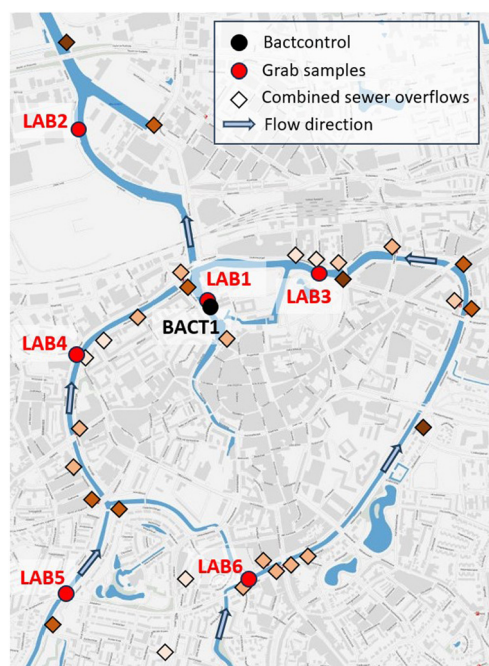 Bactcontrol
Grab samples
Combined sewer overflows
Flow direction
LAB2
LAB1
LAB3
BACT1
LAB4
LAB5
LAB6